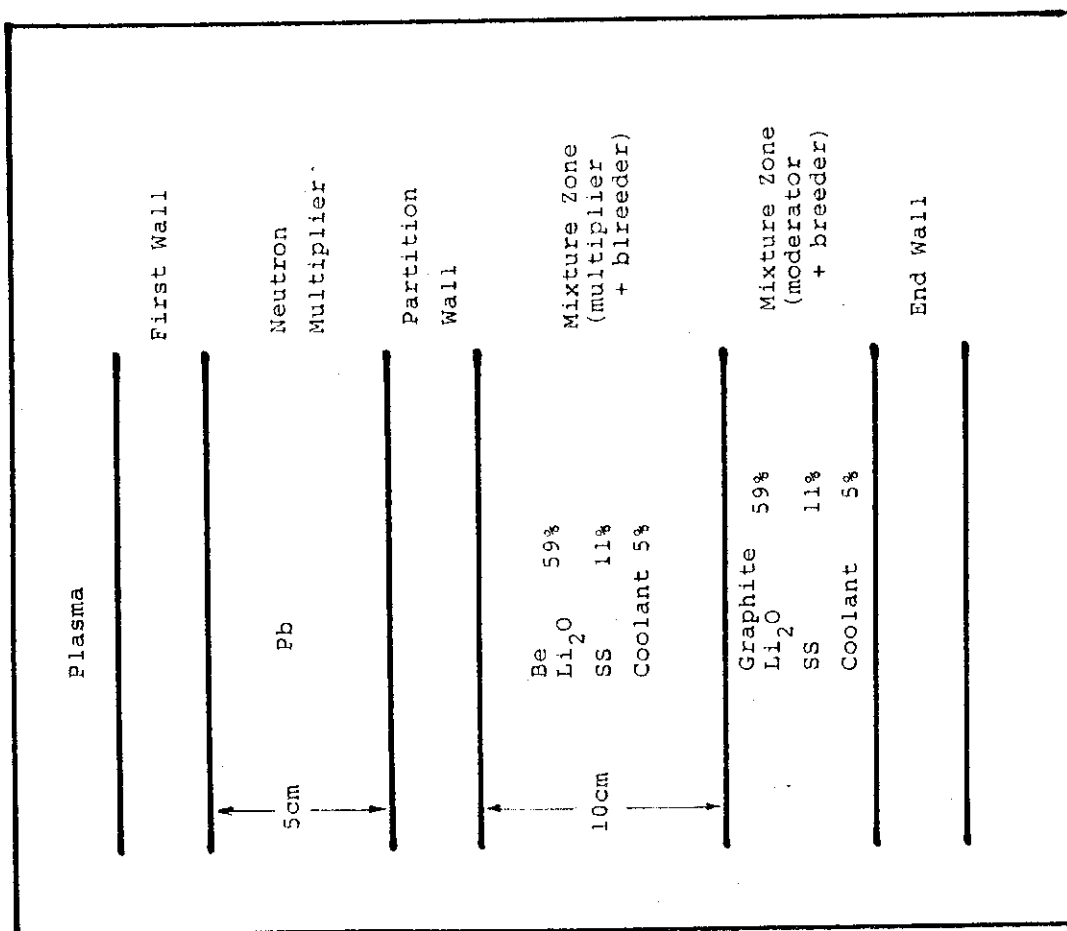 Plasma
First Wall
5cm
Pb
Neutron
Multiplier
Partition
Wall
10cm
Be
Li₂O 59%
SS 11%
Coolant 5%
Mixture Zone
(multiplier
+ blreeder)
Graphite
Li₂O 59%
SS 11%
Coolant 5%
Mixture Zone
(moderator
+ breeder)
End Wall